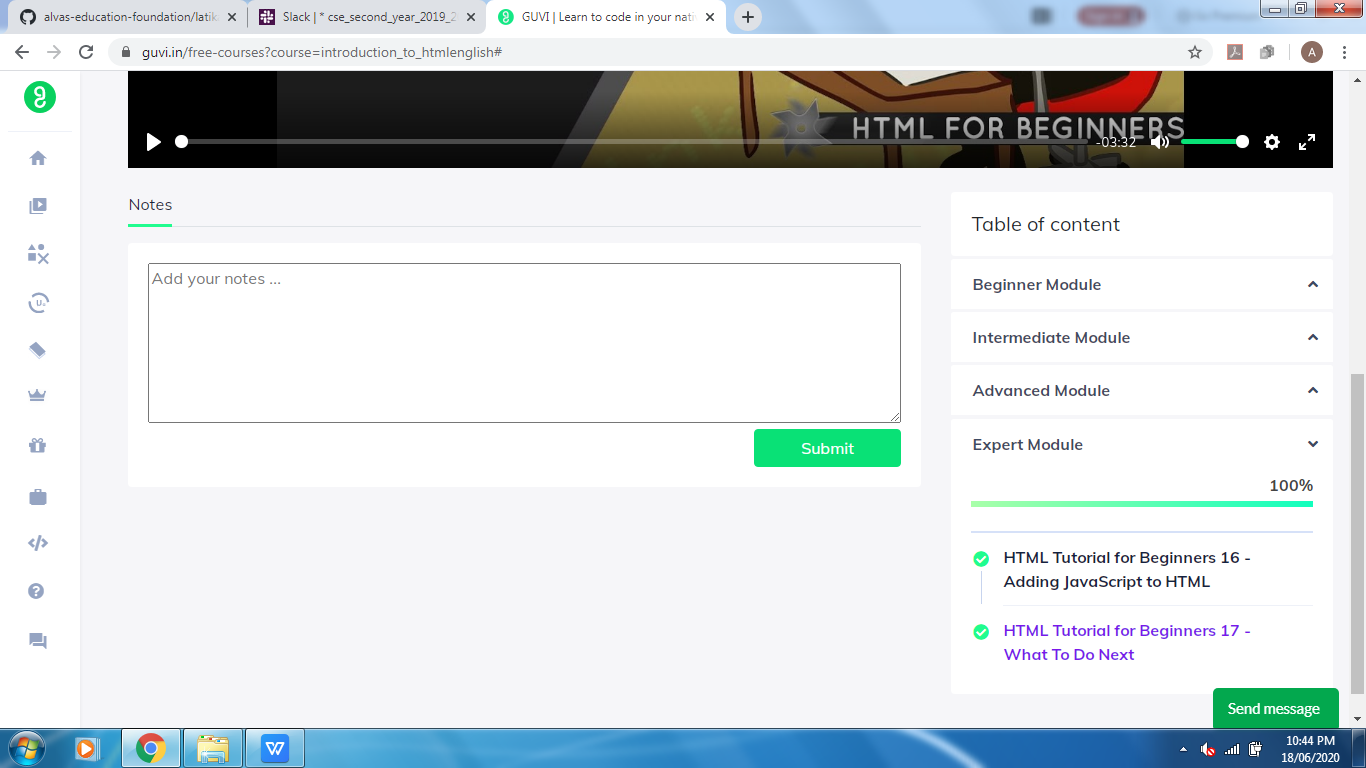 alvas-education-foundation/latik
Slack | * cse_second_year_2019_2
GUVI | Learn to code in your nati
guvi.in/free-courses?course=introduction_to_htmlenglish#
A
HTML FOR BEGINNERS
-03:32
Notes
Add your notes ...
Submit
Table of content
Beginner Module
Intermediate Module
Advanced Module
Expert Module
100%
HTML Tutorial for Beginners 16 -
Adding JavaScript to HTML
HTML Tutorial for Beginners 17 -
What To Do Next
Send message
W
10:44 PM
18/06/2020